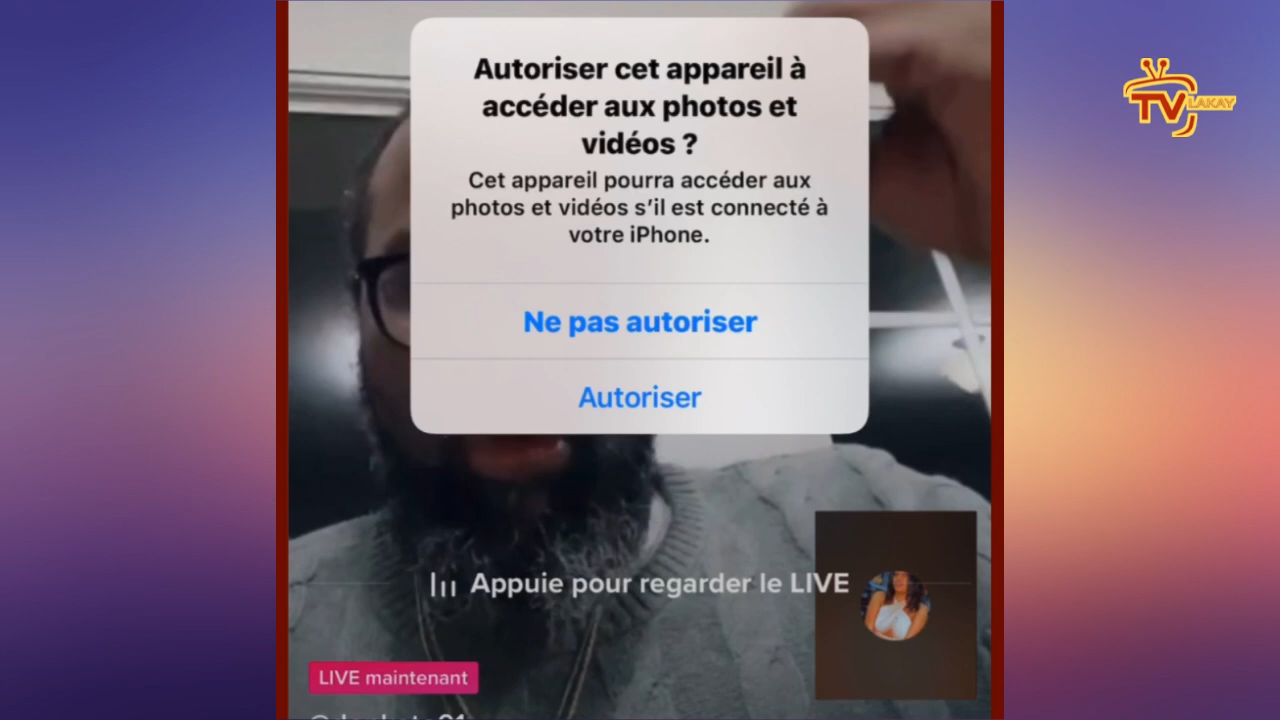 Autoriser cet appareil à
accéder aux photos et
vidéos ?
Cet appareil pourra accéder aux
photos et vidéos s’il est connecté à
votre iPhone.
Ne pas autoriser
Autoriser
TV LAKAY
Appuie pour regarder le LIVE
LIVE maintenant